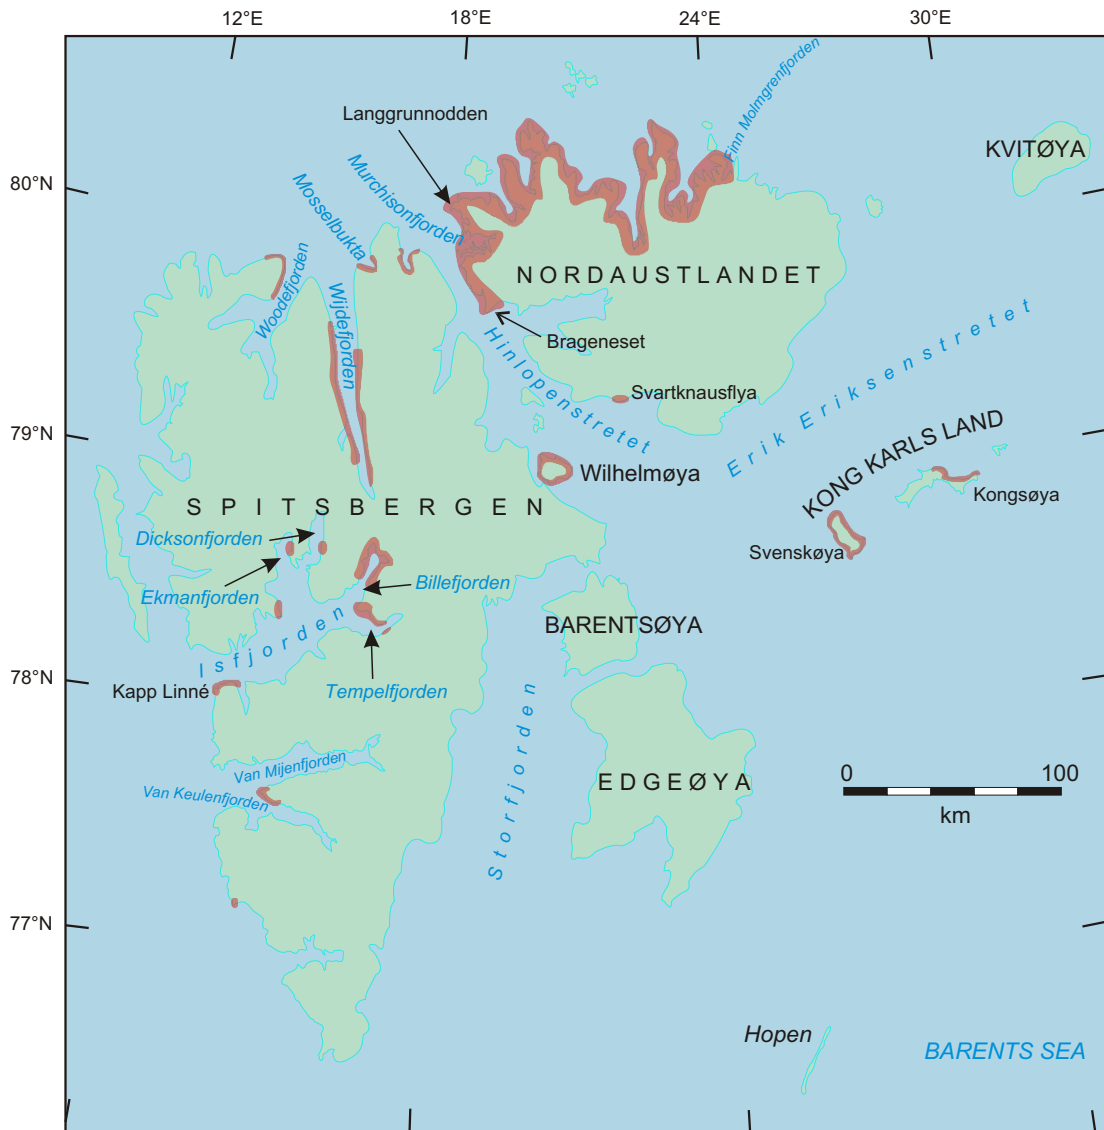 12°E
18°E
24°E
30°E
Langgrunnodden
Finn Molmgrenfjorden
KVITØYA
80°N
Murchisonfjorden
Mosselbukta
Woodefjorden
Wijdefjorden
NORDAUSTLANDET
Brageneset
Hinlopenstretet
Svartknausflya
Erik Eriksenstretet
79°N
Wilhelmøya
KONG KARLS LAND
Kongsøya
SPITSBERGEN
Svenskøya
Dicksonfjorden
Ekmanfjorden
Billefjorden
Isfjorden
BARENTSØYA
78°N
Kapp Linné
Tempelfjorden
Storfjorden
Van Mijenfjorden
Van Keulenfjorden
EDGEØYA
0
100
km
77°N
Hopen
BARENTS SEA